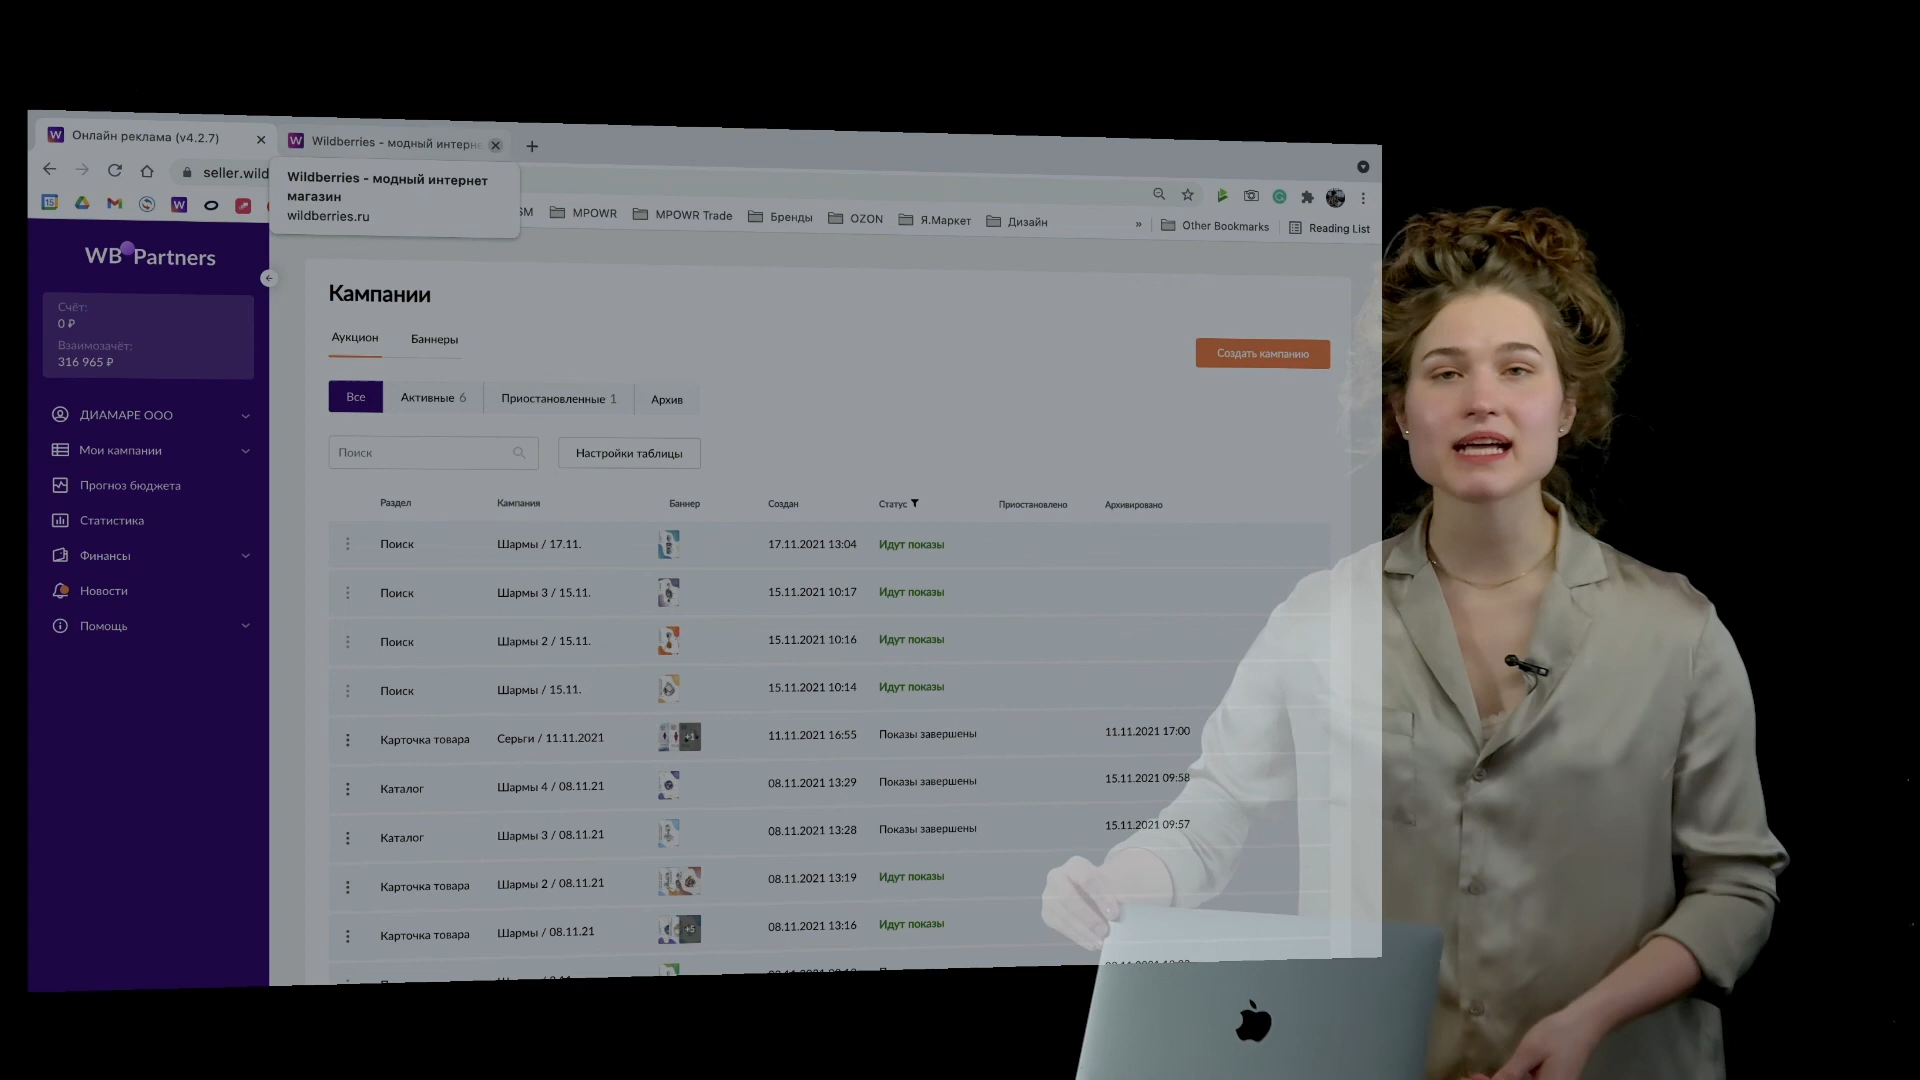 Онлайн реклама (v4.2.7)
Wildberries - модный интерн
seller.wild
Wildberries - модный интернет
магазин
wildberries.ru
SM
MPOWR
MPOWR Trade
Бренды
OZON
Я.Маркет
Дизайн
»
Other Bookmarks
Reading List
WB Partners
Счёт:
0 ₽
Взаимозачёт:
316 965 ₽
ДИАМАРЕ ООО
Мои кампании
Прогноз бюджета
Статистика
Финансы
Новости
Помощь
Кампании
Аукцион Баннеры
Создать кампанию
Все Активные 6 Приостановленные 1 Архив
Поиск
Настройки таблицы
Раздел Кампания Баннер Создан Статус Приостановлено Архивировано
Поиск Шармы / 17.11. 17.11.2021 13:04 Идут показы
Поиск Шармы 3 / 15.11. 15.11.2021 10:17 Идут показы
Поиск Шармы 2 / 15.11. 15.11.2021 10:16 Идут показы
Поиск Шармы / 15.11. 15.11.2021 10:14 Идут показы
Карточка товара Серьги / 11.11.2021 +1 11.11.2021 16:55 Показы завершены 11.11.2021 17:00
Каталог Шармы 4 / 08.11.21 08.11.2021 13:29 Показы завершены 15.11.2021 09:58
Каталог Шармы 3 / 08.11.21 08.11.2021 13:28 Показы завершены 15.11.2021 09:57
Карточка товара Шармы 2 / 08.11.21 08.11.2021 13:19 Идут показы
Карточка товара Шармы / 08.11.21 +5 08.11.2021 13:16 Идут показы